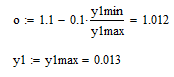 o := 1.1 − 0.1·y1min/y1max = 1.012
y1 := y1max = 0.013